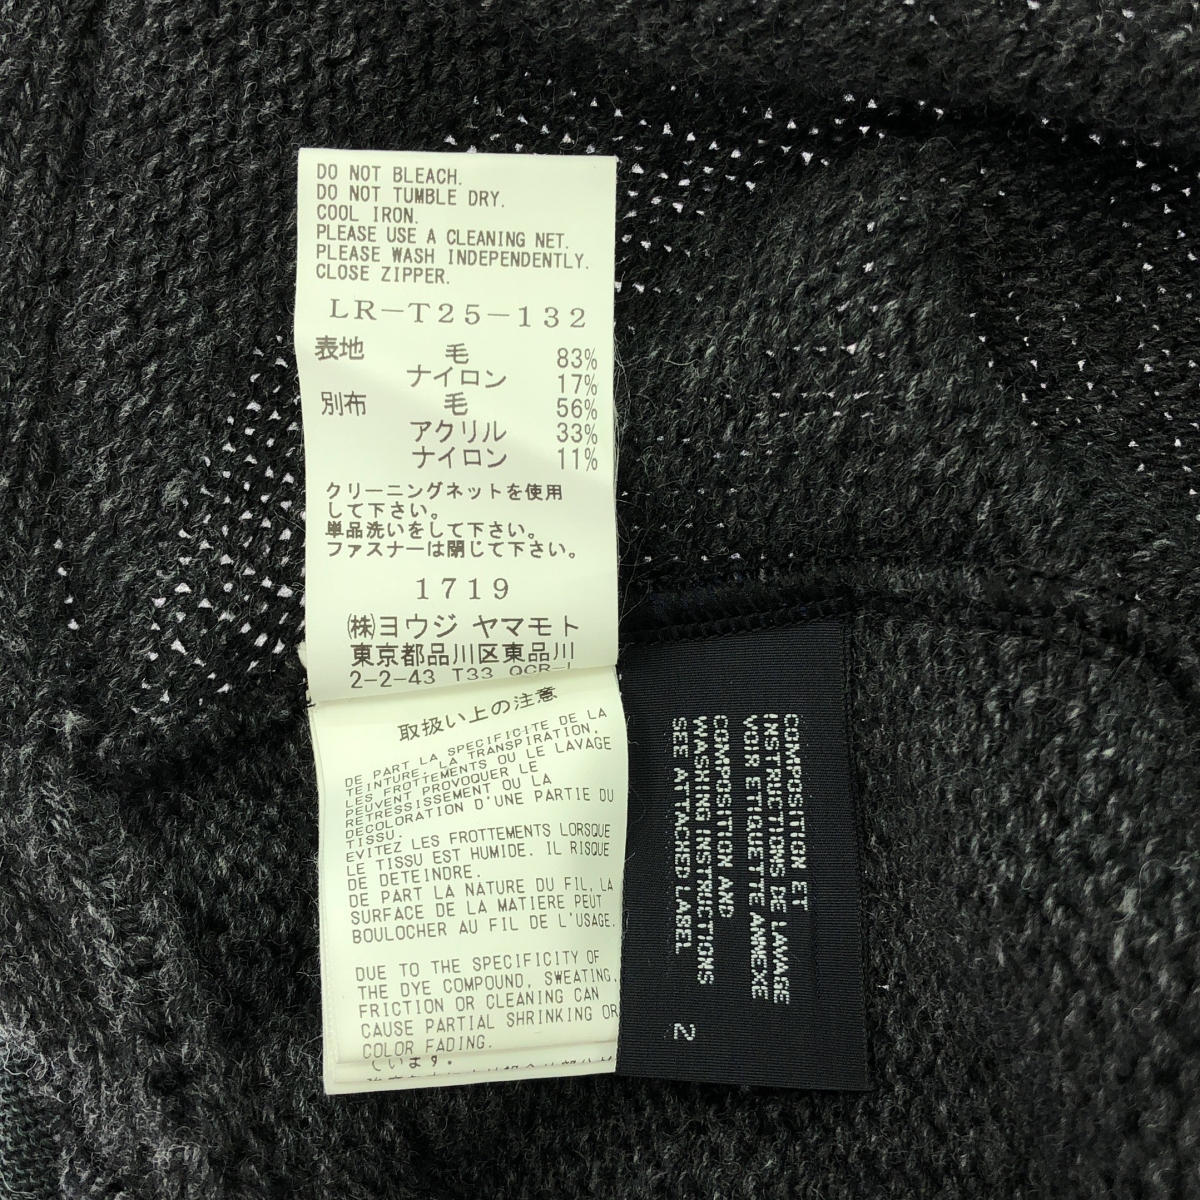 DO NOT BLEACH.
DO NOT TUMBLE DRY.
COOL IRON.
PLEASE USE A CLEANING NET.
PLEASE WASH INDEPENDENTLY.
CLOSE ZIPPER.
LR-T25-132
表地 毛 83%
ナイロン 17%
別布 毛 56%
アクリル 33%
ナイロン 11%
クリーニングネットを使用
して下さい。
単品洗いをして下さい。
ファスナーは閉じて下さい。
1719
㈱ヨウジ ヤマモト
東京都品川区東品川
2-2-43 T33 OCR-L
取扱い上の注意
DE PART LA SPECIFICITE DE LA
TEINTURE, LA TRANSPIRATION,
LES FROTTEMENTS OU LE LAVAGE
PEUVENT PROVOQUER LE
RETRESSISSEMENT OU LA
DECOLORATION D'UNE PARTIE DU
TISSU.
EVITEZ LES FROTTEMENTS LORSQUE
LE TISSU EST HUMIDE. IL RISQUE
DE DETEINDRE.
DE PART LA NATURE DU FIL, LA
SURFACE DE LA MATIERE PEUT
BOULOCHER AU FIL DE L'USAGE.
DUE TO THE SPECIFICITY OF
THE DYE COMPOUND, SWEATING,
FRICTION OR CLEANING CAN
CAUSE PARTIAL SHRINKING OR
COLOR FADING.
ています。
COMPOSITION ET
INSTRUCTIONS DE LAVAGE
VOIR ETIQUETTE ANNEXE
COMPOSITION AND
WASHING INSTRUCTIONS
SEE ATTACHED LABEL
2